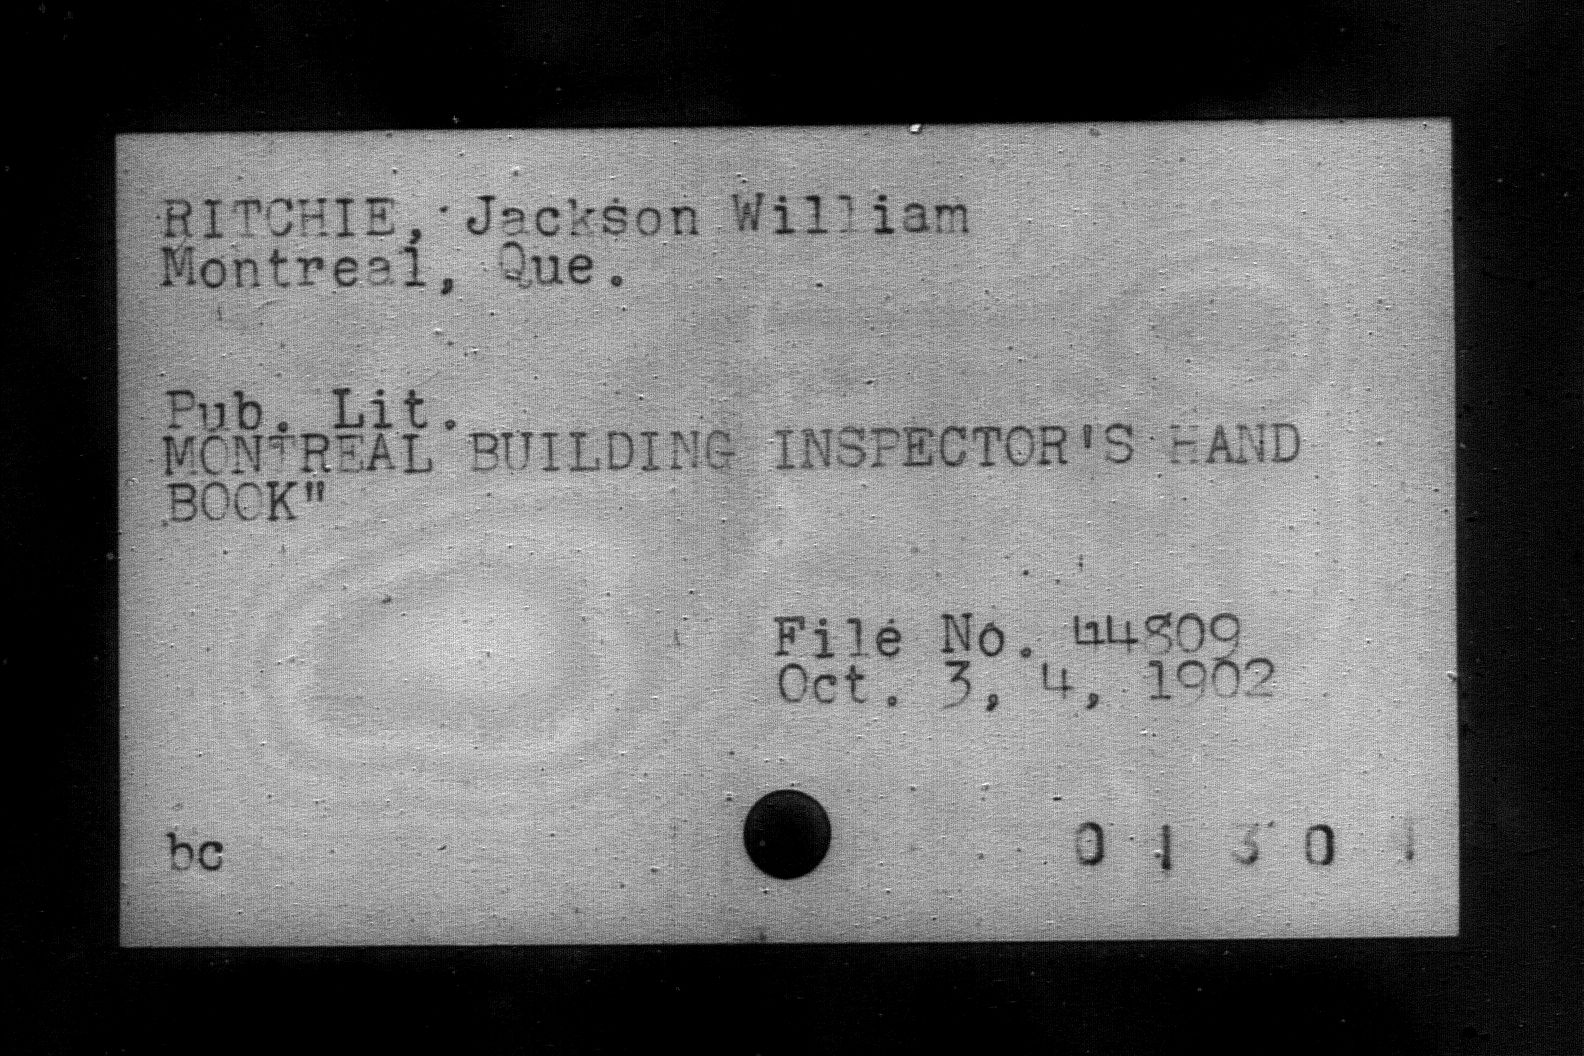 RITCHIE, Jackson William
Montreal, Que.
Pub. Lit.
MONTREAL BUILDING INSPECTOR'S HAND
BOOK"
File No. 44809
Oct. 3, 4, 1902
bc
0 1 3 0 1